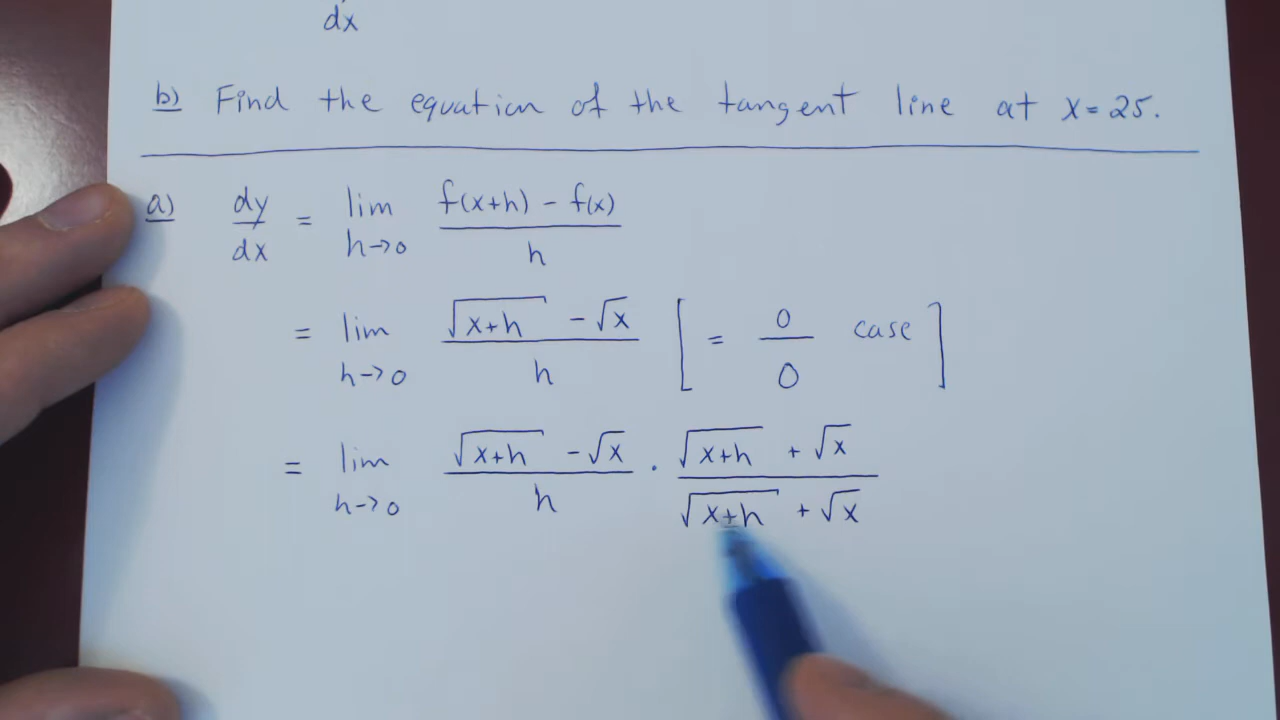 dx
b) Find the equation of the tangent line at x = 25.
a) dy/dx = lim h→0 (f(x+h) - f(x))/h
= lim h→0 (√(x+h) - √x)/h [= 0/0 case]
= lim h→0 (√(x+h) - √x)/h · (√(x+h) + √x)/(√(x+h) + √x)